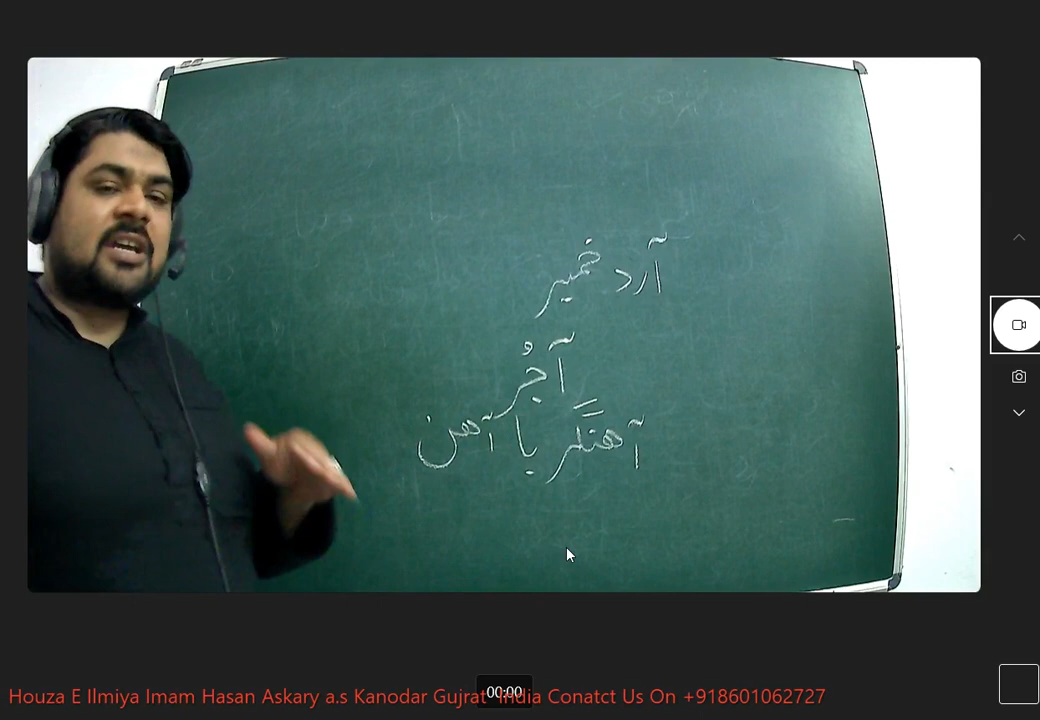 آرد خمیر
آجُر
آهنگر با آهن
00:00
Houza E Ilmiya Imam Hasan Askary a.s Kanodar Gujrat India Conatct Us On +918601062727